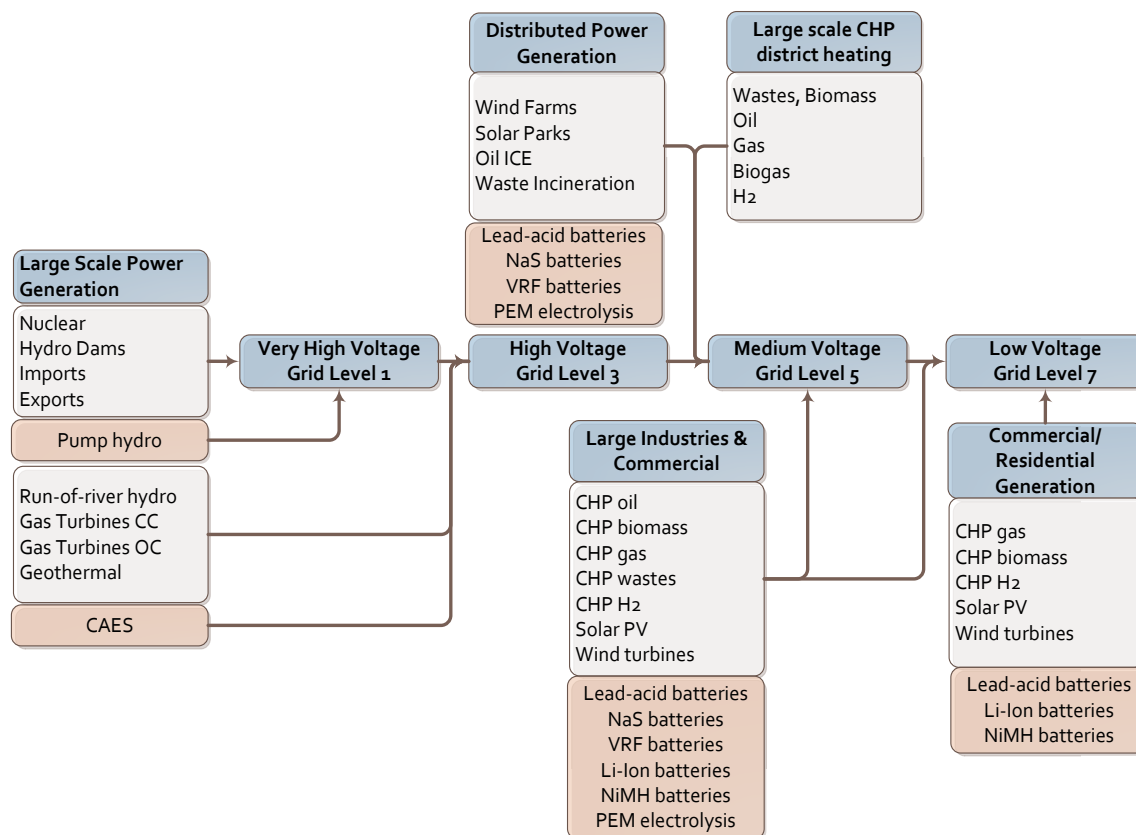 Distributed Power
Generation
Wind Farms
Solar Parks
Oil ICE
Waste Incineration
Lead-acid batteries
NaS batteries
VRF batteries
PEM electrolysis
Large scale CHP
district heating
Wastes, Biomass
Oil
Gas
Biogas
H2
Large Scale Power
Generation
Nuclear
Hydro Dams
Imports
Exports
Pump hydro
Run-of-river hydro
Gas Turbines CC
Gas Turbines OC
Geothermal
CAES
Very High Voltage
Grid Level 1
High Voltage
Grid Level 3
Medium Voltage
Grid Level 5
Low Voltage
Grid Level 7
Large Industries &
Commercial
CHP oil
CHP biomass
CHP gas
CHP wastes
CHP H2
Solar PV
Wind turbines
Lead-acid batteries
NaS batteries
VRF batteries
Li-Ion batteries
NiMH batteries
PEM electrolysis
Commercial/
Residential
Generation
CHP gas
CHP biomass
CHP H2
Solar PV
Wind turbines
Lead-acid batteries
Li-Ion batteries
NiMH batteries